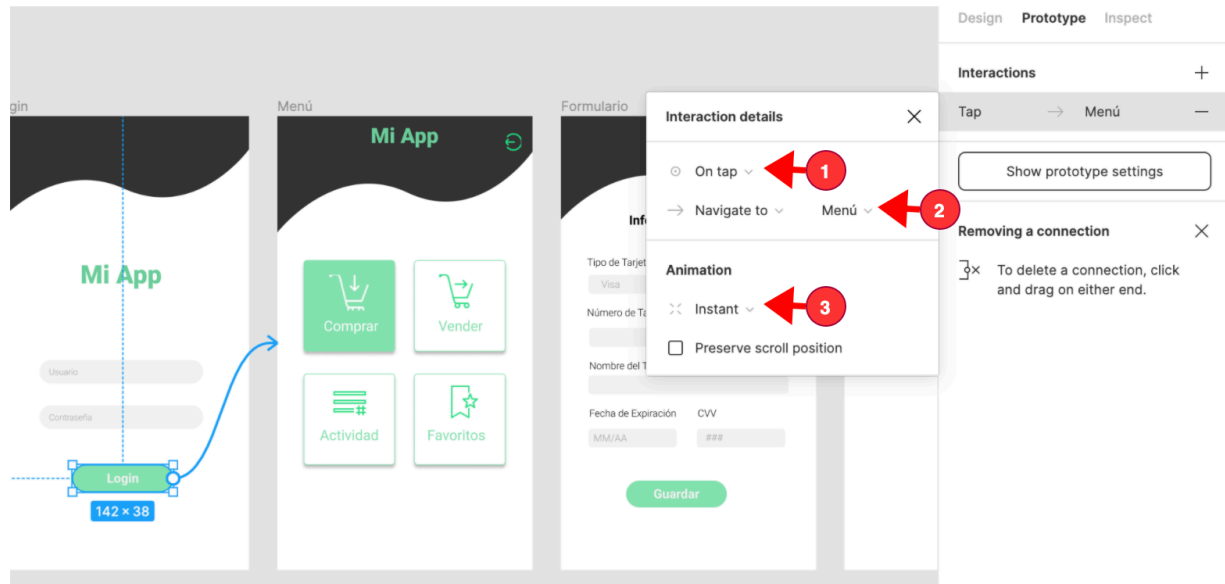 Design Prototype Inspect
Interactions
Tap Menú
Show prototype settings
Removing a connection
To delete a connection, click
and drag on either end.
gin
Mi App
Usuario
Contraseña
Login
142 × 38
Menú
Mi App
Comprar
Vender
Actividad
Favoritos
Formulario
Inf
Tipo de Tarjet
Visa
Número de Ta
Nombre del T
Fecha de Expiración CVV
MM/AA ###
Guardar
Interaction details
On tap 1
Navigate to Menú 2
Animation
Instant 3
Preserve scroll position